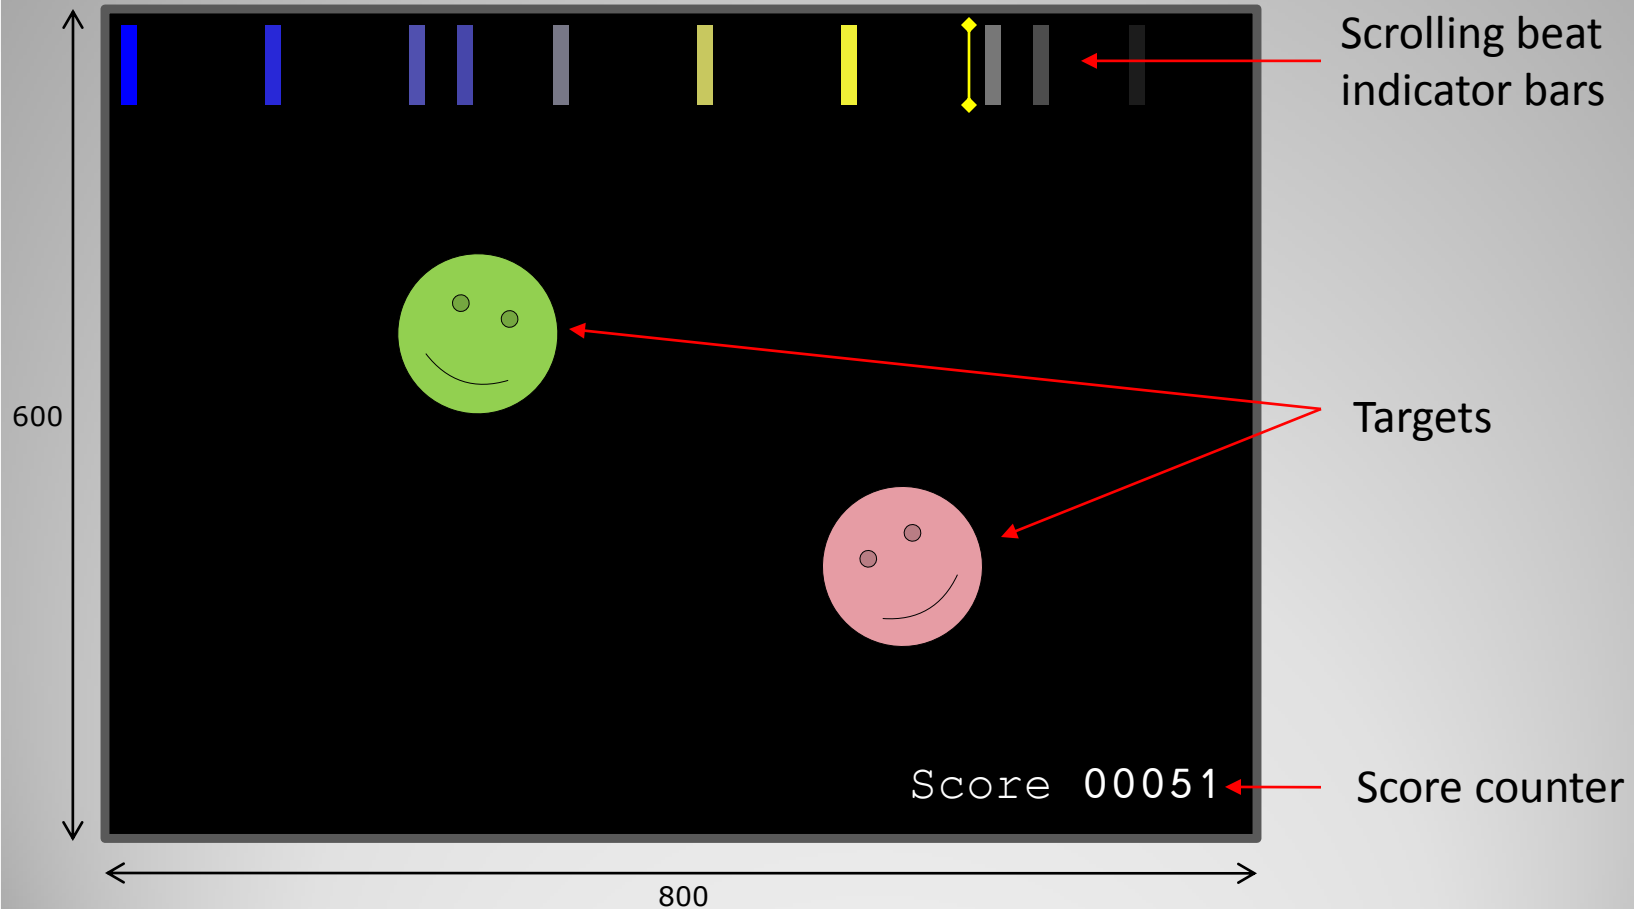 Scrolling beat
indicator bars
600
Targets
Score 00051
Score counter
800